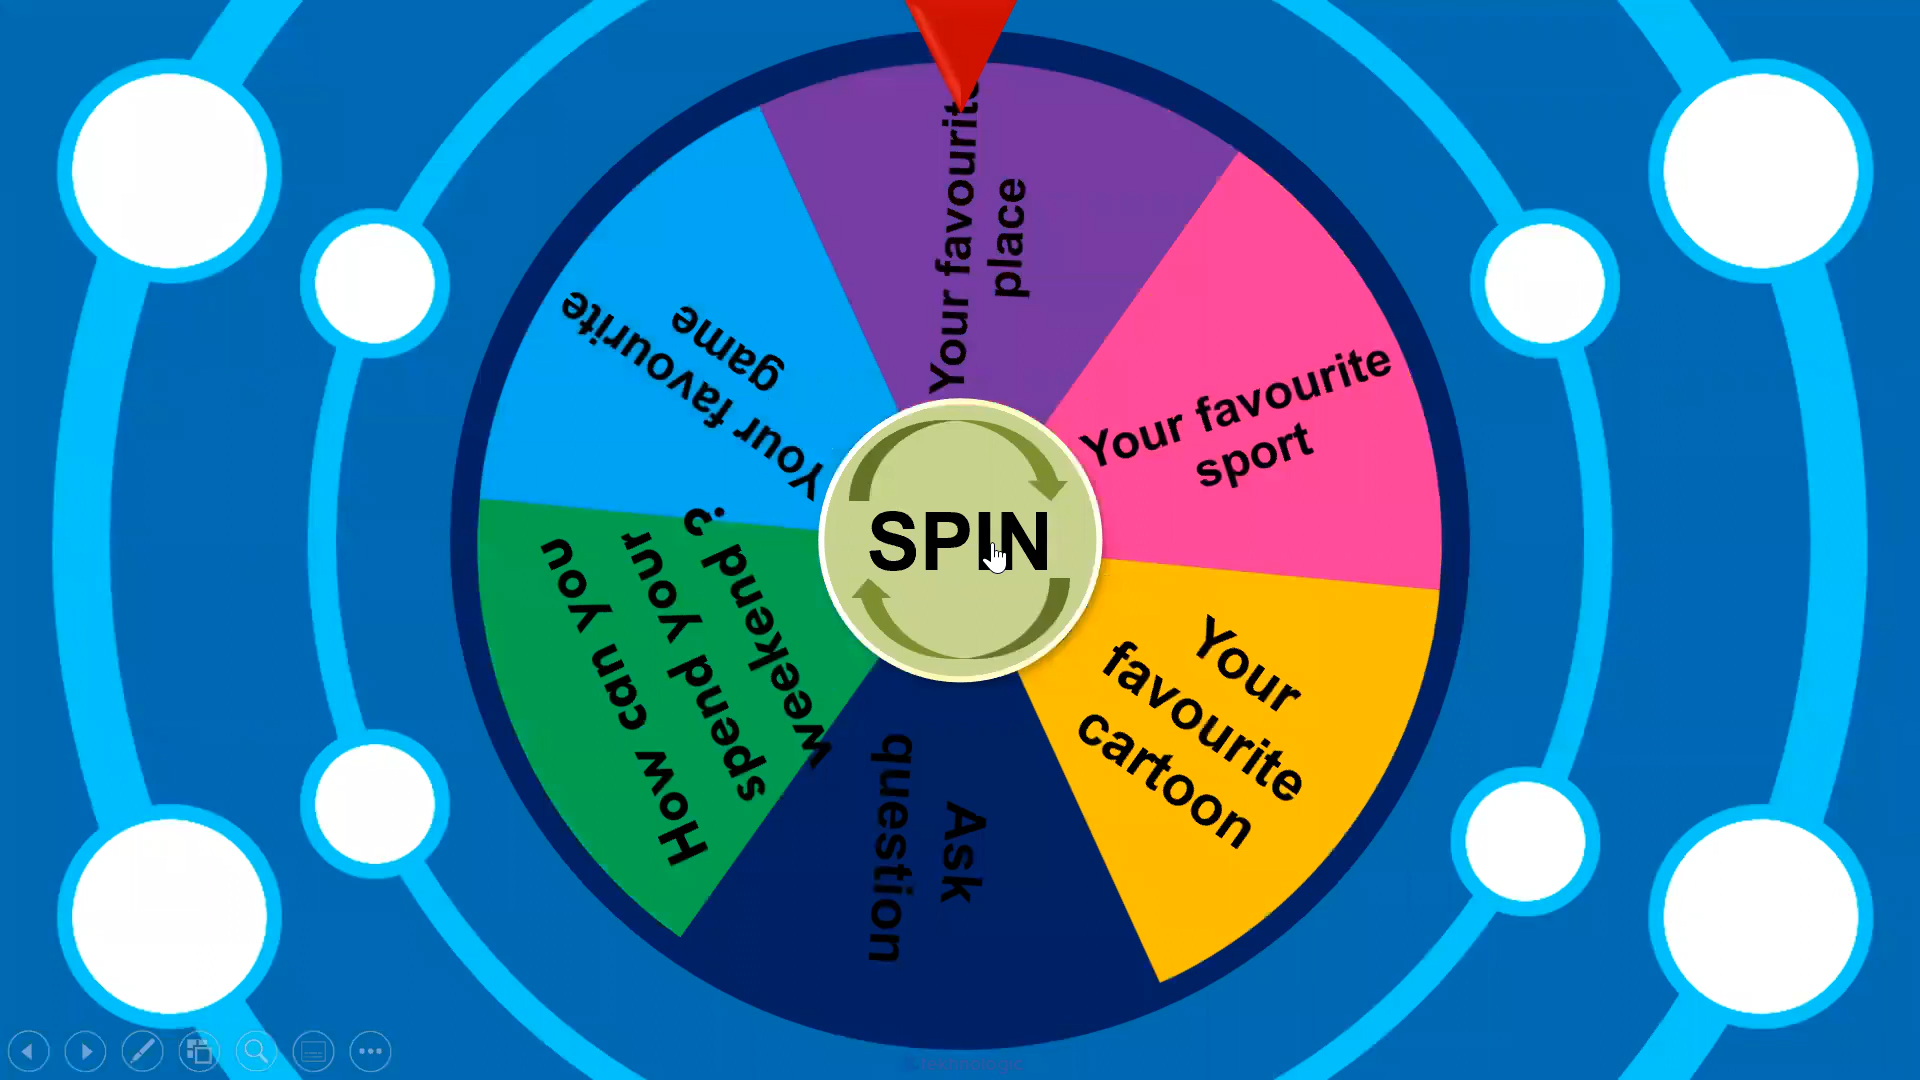 Your favourite
place
Your favourite
sport
Your
favourite
cartoon
Ask
question
How can you
spend your
weekend ?
Your favourite
game
SPIN